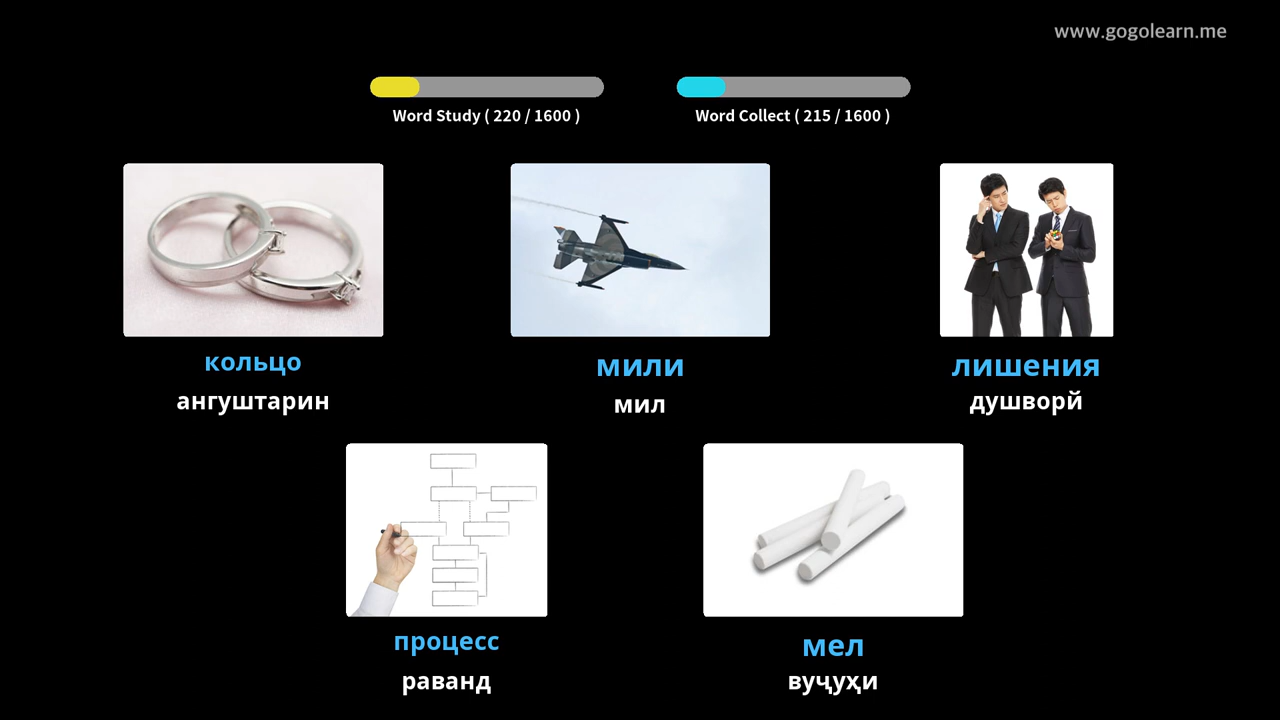 www.gogolearn.me
Word Study ( 220 / 1600 )
Word Collect ( 215 / 1600 )
кольцо
ангуштарин
мили
мил
лишения
душворй
процесс
раванд
мел
вуҷуҳи